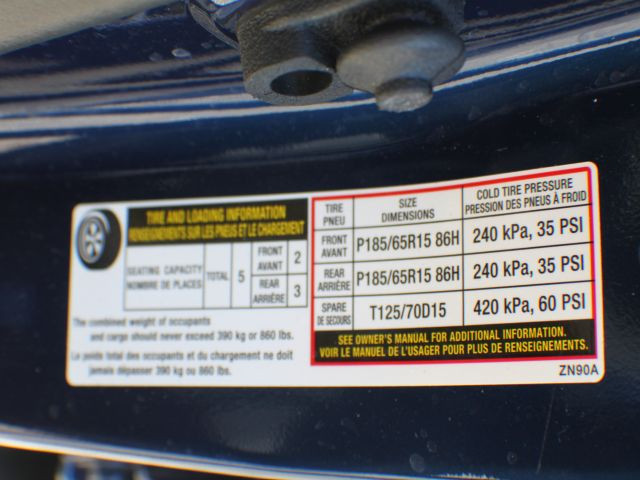 TIRE AND LOADING INFORMATION
RENSEIGNEMENTS SUR LES PNEUS ET LE CHARGEMENT
SEATING CAPACITY
NOMBRE DE PLACES
TOTAL 5
FRONT
AVANT 2
REAR
ARRIÈRE 3
The combined weight of occupants
and cargo should never exceed 390 kg or 860 lbs.
Le poids total des occupants et du chargement ne doit
jamais dépasser 390 kg ou 860 lbs.
TIRE
PNEU
SIZE
DIMENSIONS
COLD TIRE PRESSURE
PRESSION DES PNEUS À FROID
FRONT
AVANT
P185/65R15 86H
240 kPa, 35 PSI
REAR
ARRIÈRE
P185/65R15 86H
240 kPa, 35 PSI
SPARE
DE SECOURS
T125/70D15
420 kPa, 60 PSI
SEE OWNER'S MANUAL FOR ADDITIONAL INFORMATION.
VOIR LE MANUEL DE L'USAGER POUR PLUS DE RENSEIGNEMENTS.
ZN90A